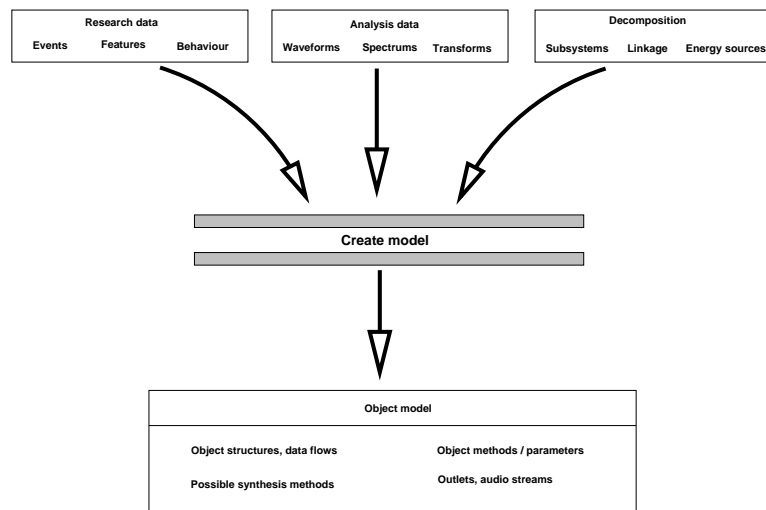 Research data
Events Features Behaviour
Analysis data
Waveforms Spectrums Transforms
Decomposition
Subsystems Linkage Energy sources
Create model
Object model
Object structures, data flows
Object methods / parameters
Possible synthesis methods
Outlets, audio streams